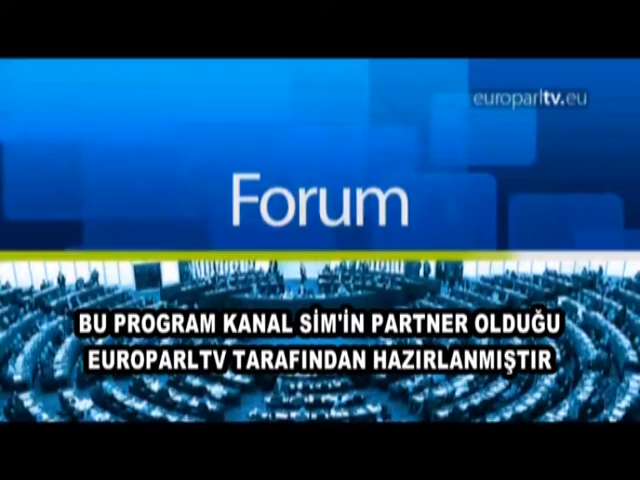 europarltv.eu
Forum
BU PROGRAM KANAL SİM'İN PARTNER OLDUĞU
EUROPARLTV TARAFINDAN HAZIRLANMIŞTIR